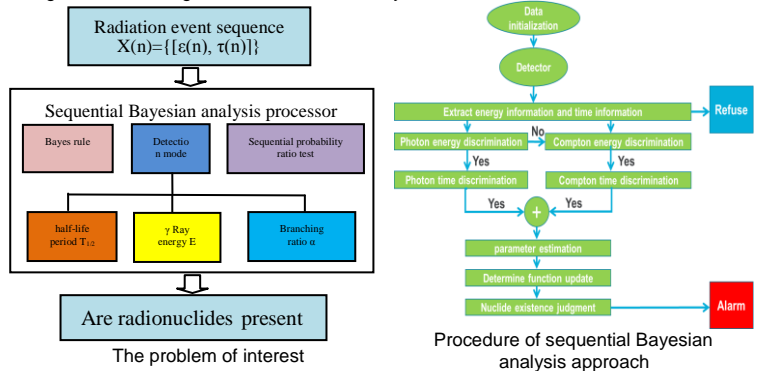 Radiation event sequence
X(n)={[ε(n), τ(n)]}
Sequential Bayesian analysis processor
Bayes rule
Detectio
n mode
Sequential probability
ratio test
half-life
period T1/2
γ Ray
energy E
Branching
ratio α
Are radionuclides present
The problem of interest
Data
initialization
Detector
Extract energy information and time information
Refuse
Photon energy discrimination
No
Compton energy discrimination
Yes
Yes
Photon time discrimination
Compton time discrimination
Yes
Yes
+
parameter estimation
Determine function update
Nuclide existence judgment
Alarm
Procedure of sequential Bayesian
analysis approach